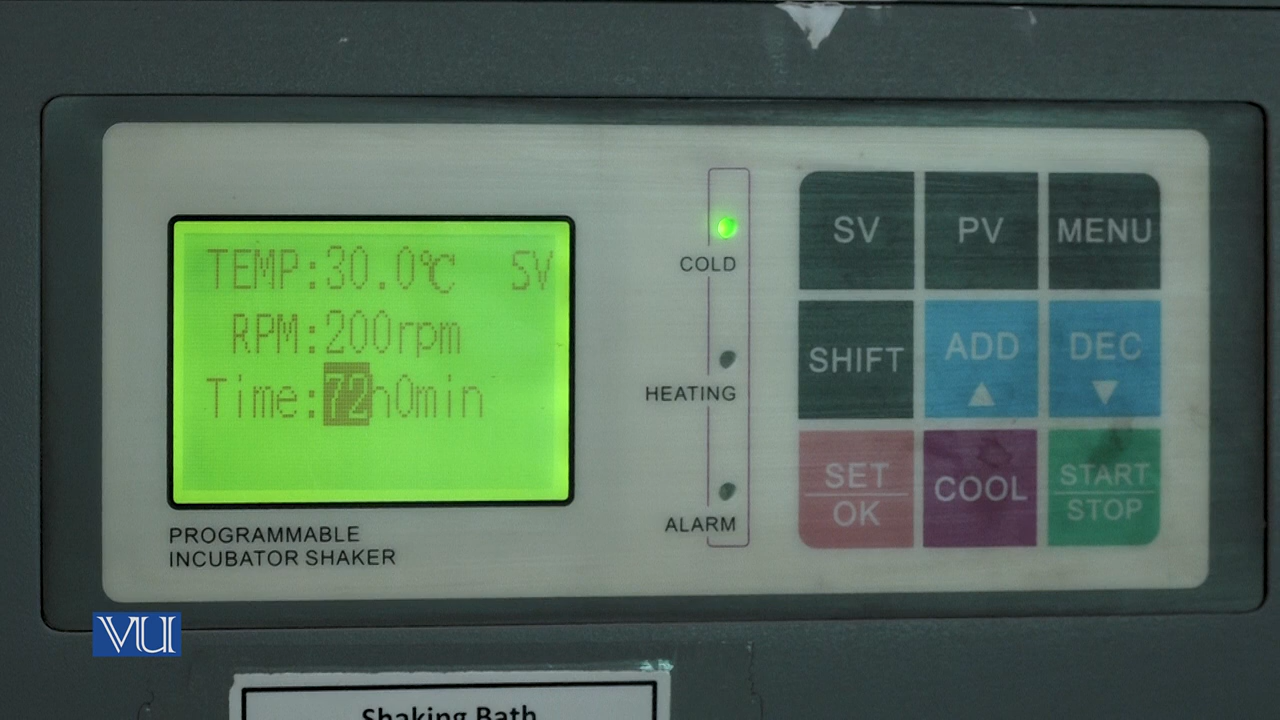 TEMP:30.0℃ SV
RPM:200rpm
Time:72h0min
PROGRAMMABLE
INCUBATOR SHAKER
COLD
HEATING
ALARM
SV PV MENU
SHIFT ADD DEC
SET
OK
COOL
START
STOP
VU
Shaking Bath